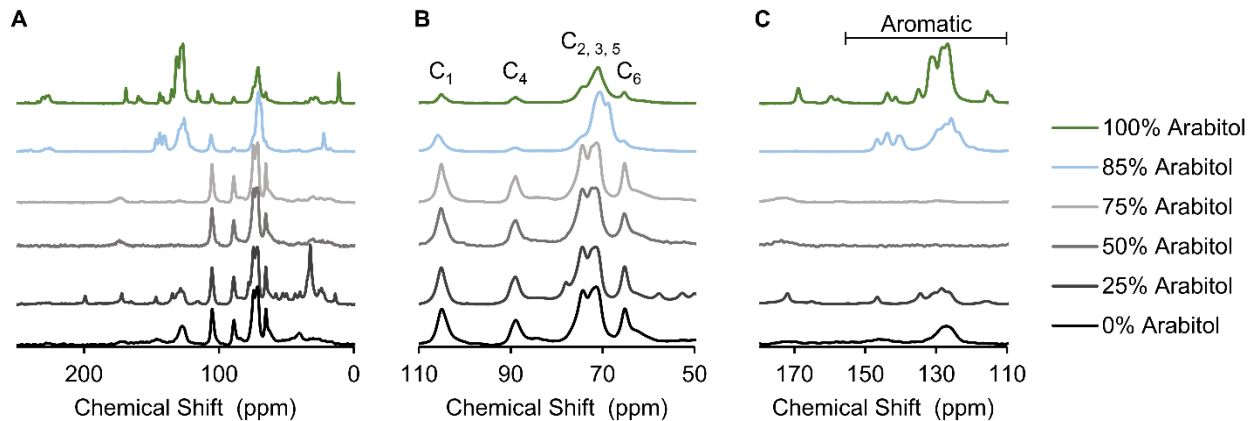 A
B
C
Aromatic
C1
C4
C2, 3, 5
C6
100% Arabitol
85% Arabitol
75% Arabitol
50% Arabitol
25% Arabitol
0% Arabitol
200 100 0
110 90 70 50
170 150 130 110
Chemical Shift (ppm)
Chemical Shift (ppm)
Chemical Shift (ppm)